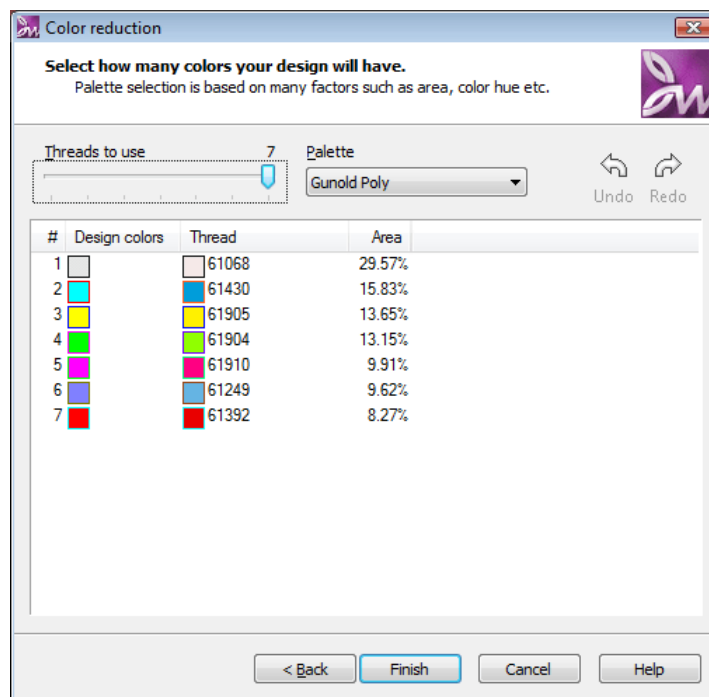 Color reduction
Select how many colors your design will have.
Palette selection is based on many factors such as area, color hue etc.
Threads to use 7 Palette
Gunold Poly
Undo Redo
# Design colors Thread Area
1 61068 29.57%
2 61430 15.83%
3 61905 13.65%
4 61904 13.15%
5 61910 9.91%
6 61249 9.62%
7 61392 8.27%
< Back Finish Cancel Help